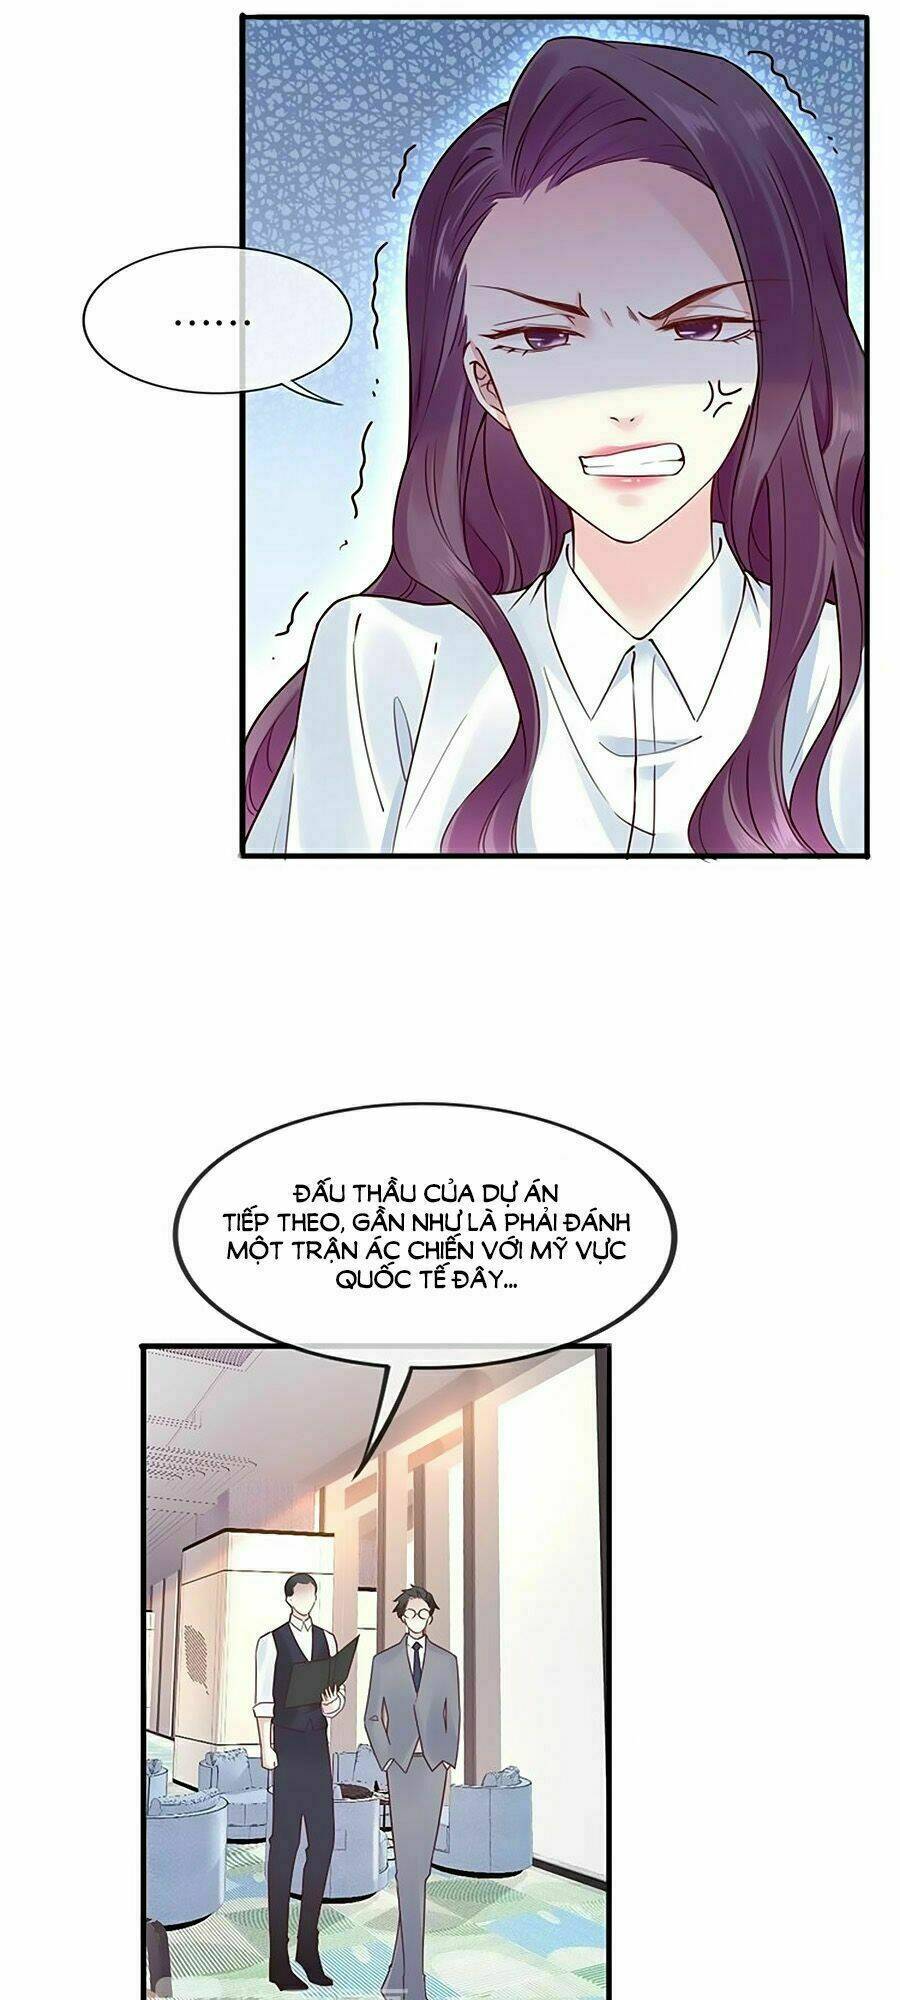 ......
ĐẤU THẦU CỦA DỰ ÁN
TIẾP THEO, GẦN NHƯ LÀ PHẢI ĐÁNH
MỘT TRẬN ÁC CHIẾN VỚI MỸ VỰC
QUỐC TẾ ĐÂY...